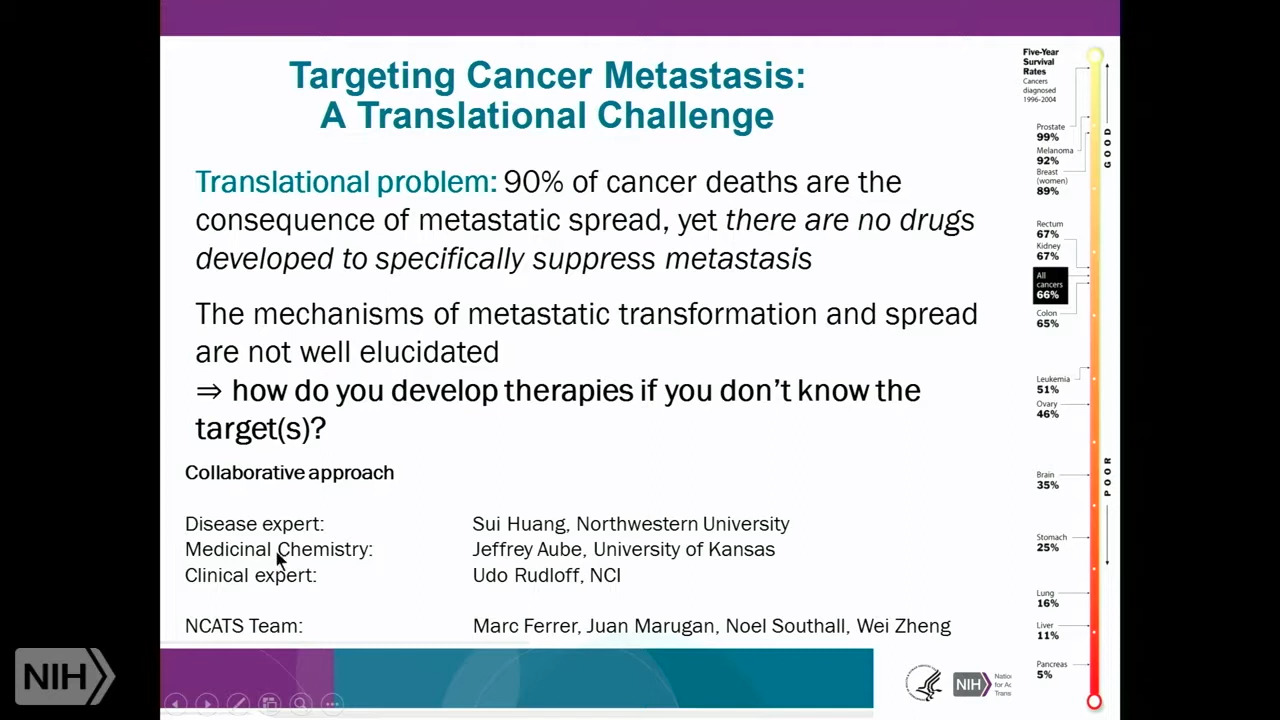 Targeting Cancer Metastasis:
A Translational Challenge
Translational problem: 90% of cancer deaths are the
consequence of metastatic spread, yet there are no drugs
developed to specifically suppress metastasis
The mechanisms of metastatic transformation and spread
are not well elucidated
⇒ how do you develop therapies if you don't know the
target(s)?
Collaborative approach
Disease expert: Sui Huang, Northwestern University
Medicinal Chemistry: Jeffrey Aube, University of Kansas
Clinical expert: Udo Rudloff, NCI
NCATS Team: Marc Ferrer, Juan Marugan, Noel Southall, Wei Zheng
Five-Year
Survival
Rates
Cancers
diagnosed
1996-2004
Prostate
99%
Melanoma
92%
Breast
(women)
89%
Rectum
67%
Kidney
67%
All
cancers
66%
Colon
65%
Leukemia
51%
Ovary
46%
Brain
35%
Stomach
25%
Lung
16%
Liver
11%
Pancreas
5%
GOOD
POOR
NIH
NIH